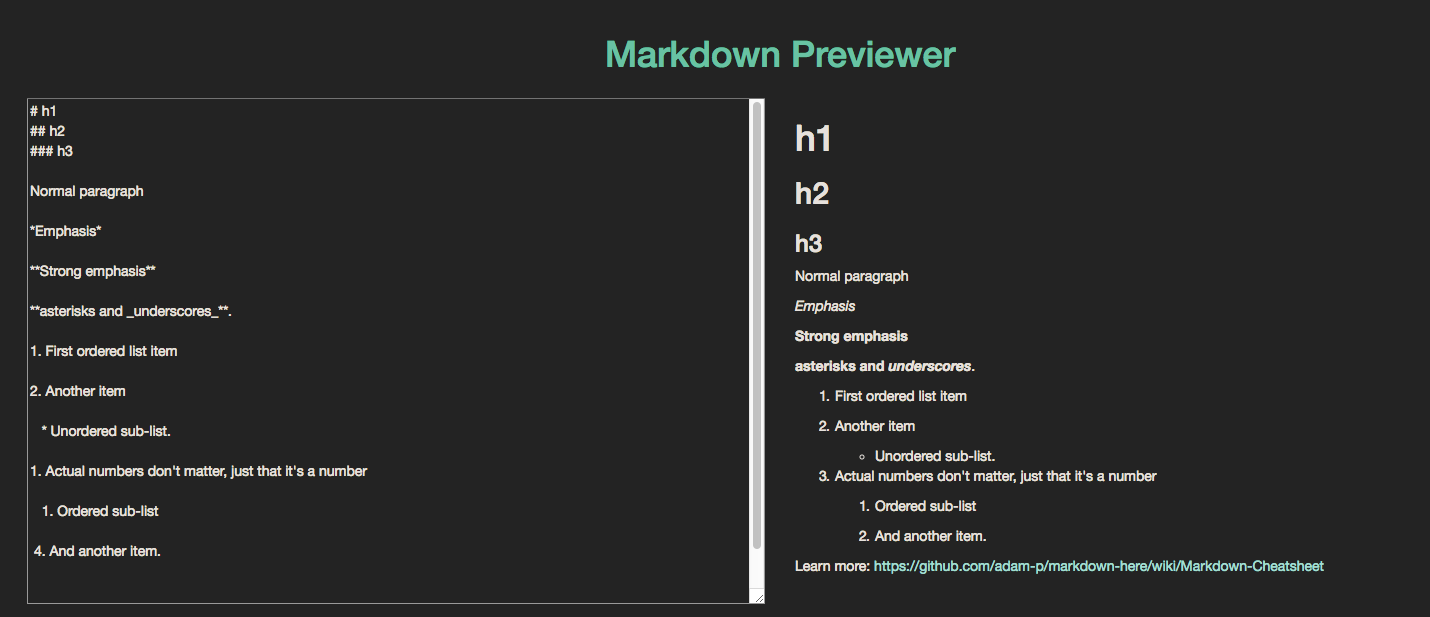 Markdown Previewer
# h1
## h2
### h3
Normal paragraph
*Emphasis*
**Strong emphasis**
**asterisks and _underscores_**.
1. First ordered list item
2. Another item
* Unordered sub-list.
1. Actual numbers don't matter, just that it's a number
1. Ordered sub-list
4. And another item.
h1
h2
h3
Normal paragraph
Emphasis
Strong emphasis
asterisks and underscores.
1. First ordered list item
2. Another item
◦ Unordered sub-list.
3. Actual numbers don't matter, just that it's a number
1. Ordered sub-list
2. And another item.
Learn more: https://github.com/adam-p/markdown-here/wiki/Markdown-Cheatsheet